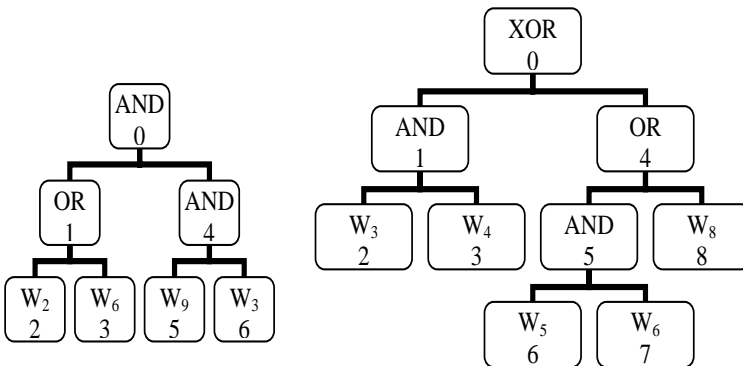 AND
0
OR
1
AND
4
W₂
2
W₆
3
W₉
5
W₃
6
XOR
0
AND
1
OR
4
W₃
2
W₄
3
AND
5
W₈
8
W₅
6
W₆
7